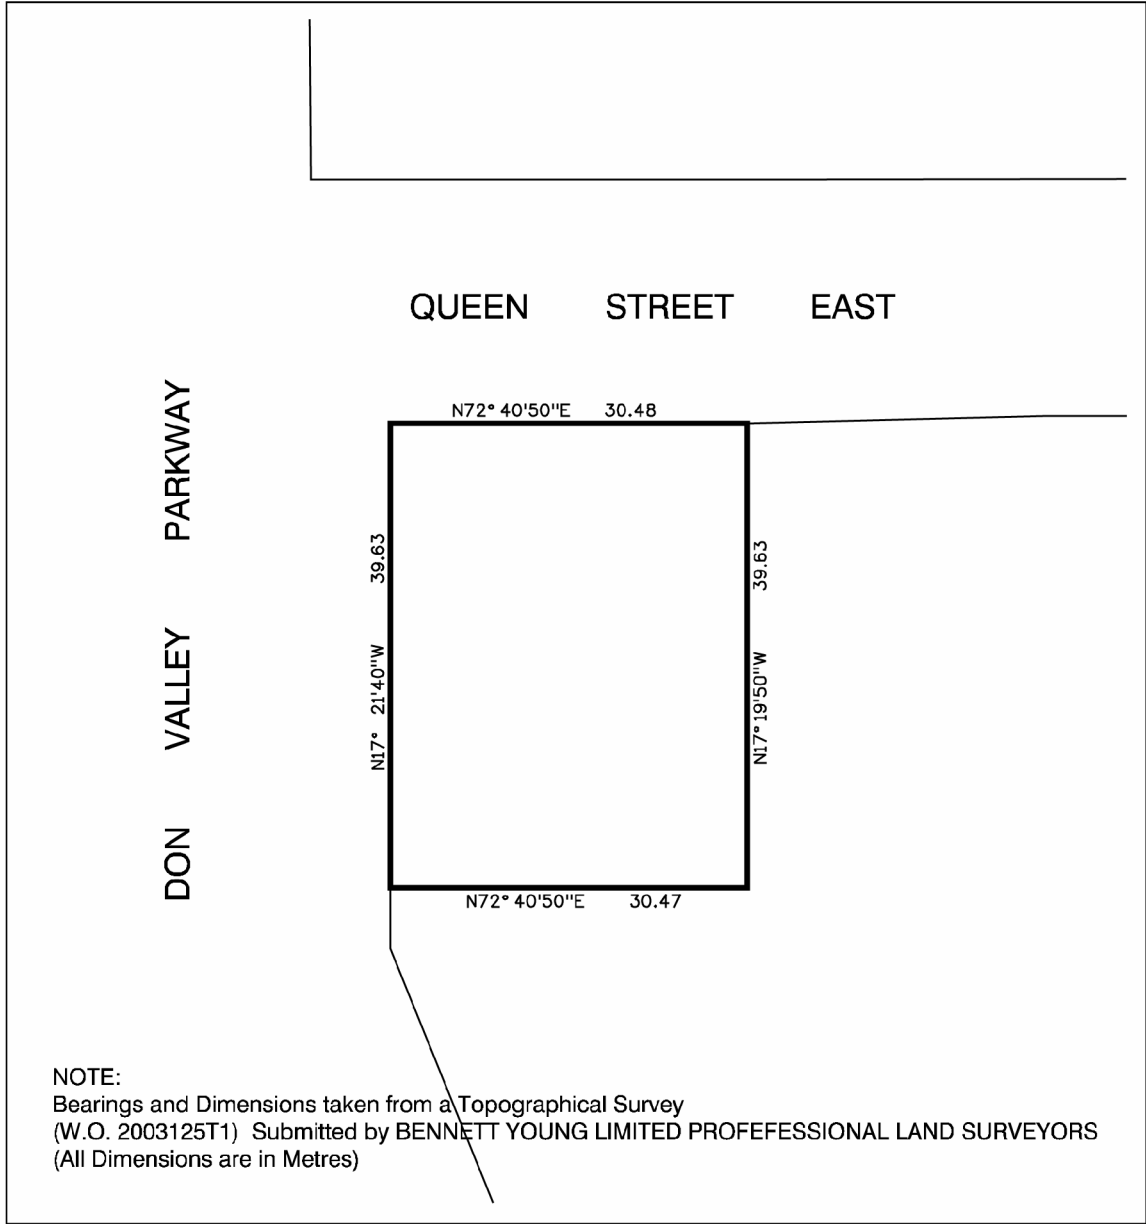 QUEEN STREET EAST
DON VALLEY PARKWAY
N72° 40'50"E 30.48
N17° 21'40"W 39.63
N17° 19'50"W 39.63
N72° 40'50"E 30.47
NOTE:
Bearings and Dimensions taken from a Topographical Survey
(W.O. 2003125T1) Submitted by BENNETT YOUNG LIMITED PROFEFESSIONAL LAND SURVEYORS
(All Dimensions are in Metres)